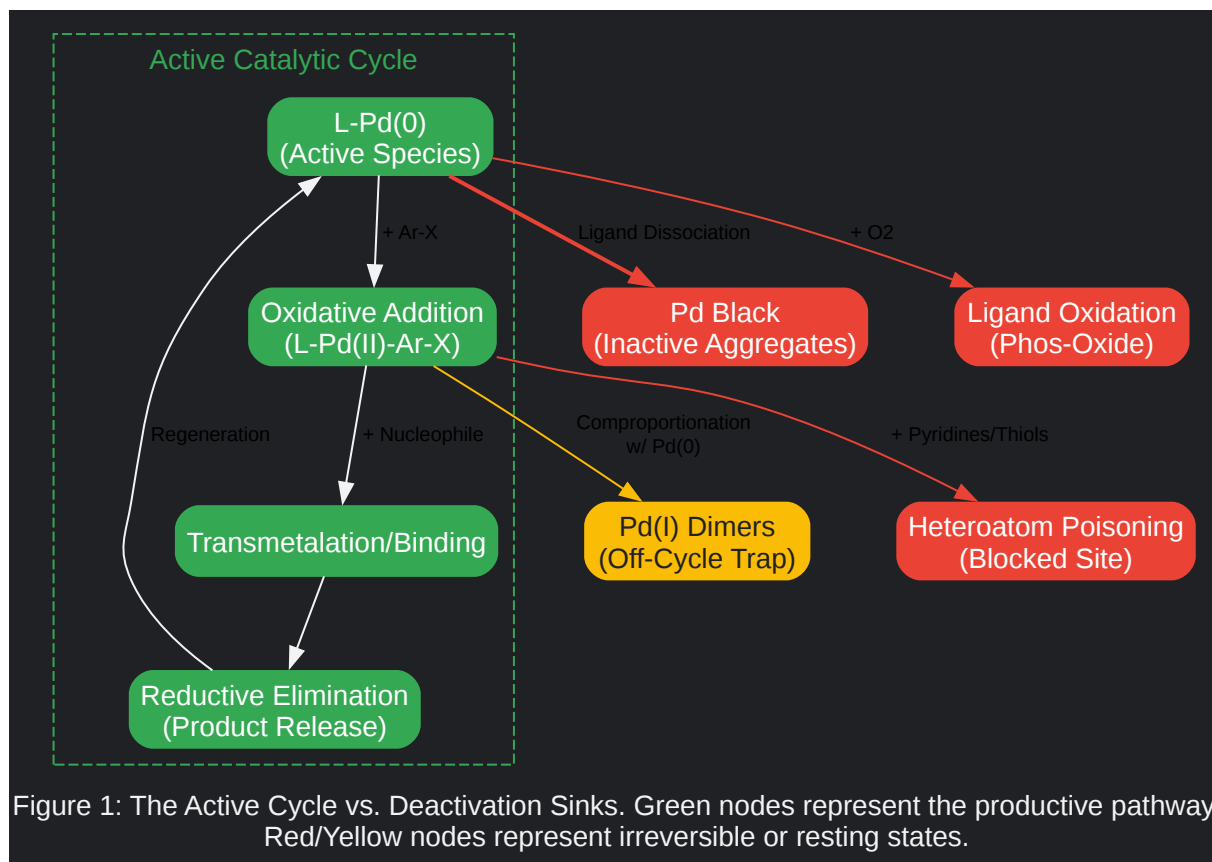 Active Catalytic Cycle
L-Pd(0)
(Active Species)
+ Ar-X
Ligand Dissociation
+ O2
Oxidative Addition
(L-Pd(II)-Ar-X)
Pd Black
(Inactive Aggregates)
Ligand Oxidation
(Phos-Oxide)
Regeneration
+ Nucleophile
Comproportionation
w/ Pd(0)
+ Pyridines/Thiols
Transmetalation/Binding
Pd(I) Dimers
(Off-Cycle Trap)
Heteroatom Poisoning
(Blocked Site)
Reductive Elimination
(Product Release)
Figure 1: The Active Cycle vs. Deactivation Sinks. Green nodes represent the productive pathway
Red/Yellow nodes represent irreversible or resting states.